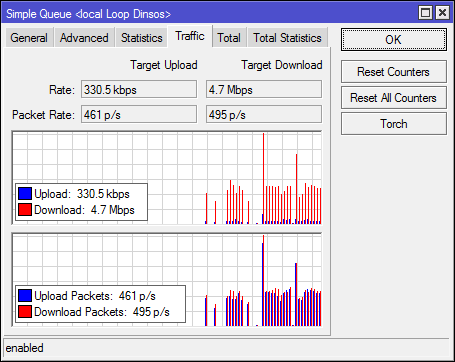 Simple Queue <local Loop Dinsos>
General Advanced Statistics Traffic Total Total Statistics
OK
Reset Counters
Reset All Counters
Torch
Target Upload Target Download
Rate: 330.5 kbps 4.7 Mbps
Packet Rate: 461 p/s 495 p/s
Upload: 330.5 kbps
Download: 4.7 Mbps
Upload Packets: 461 p/s
Download Packets: 495 p/s
enabled